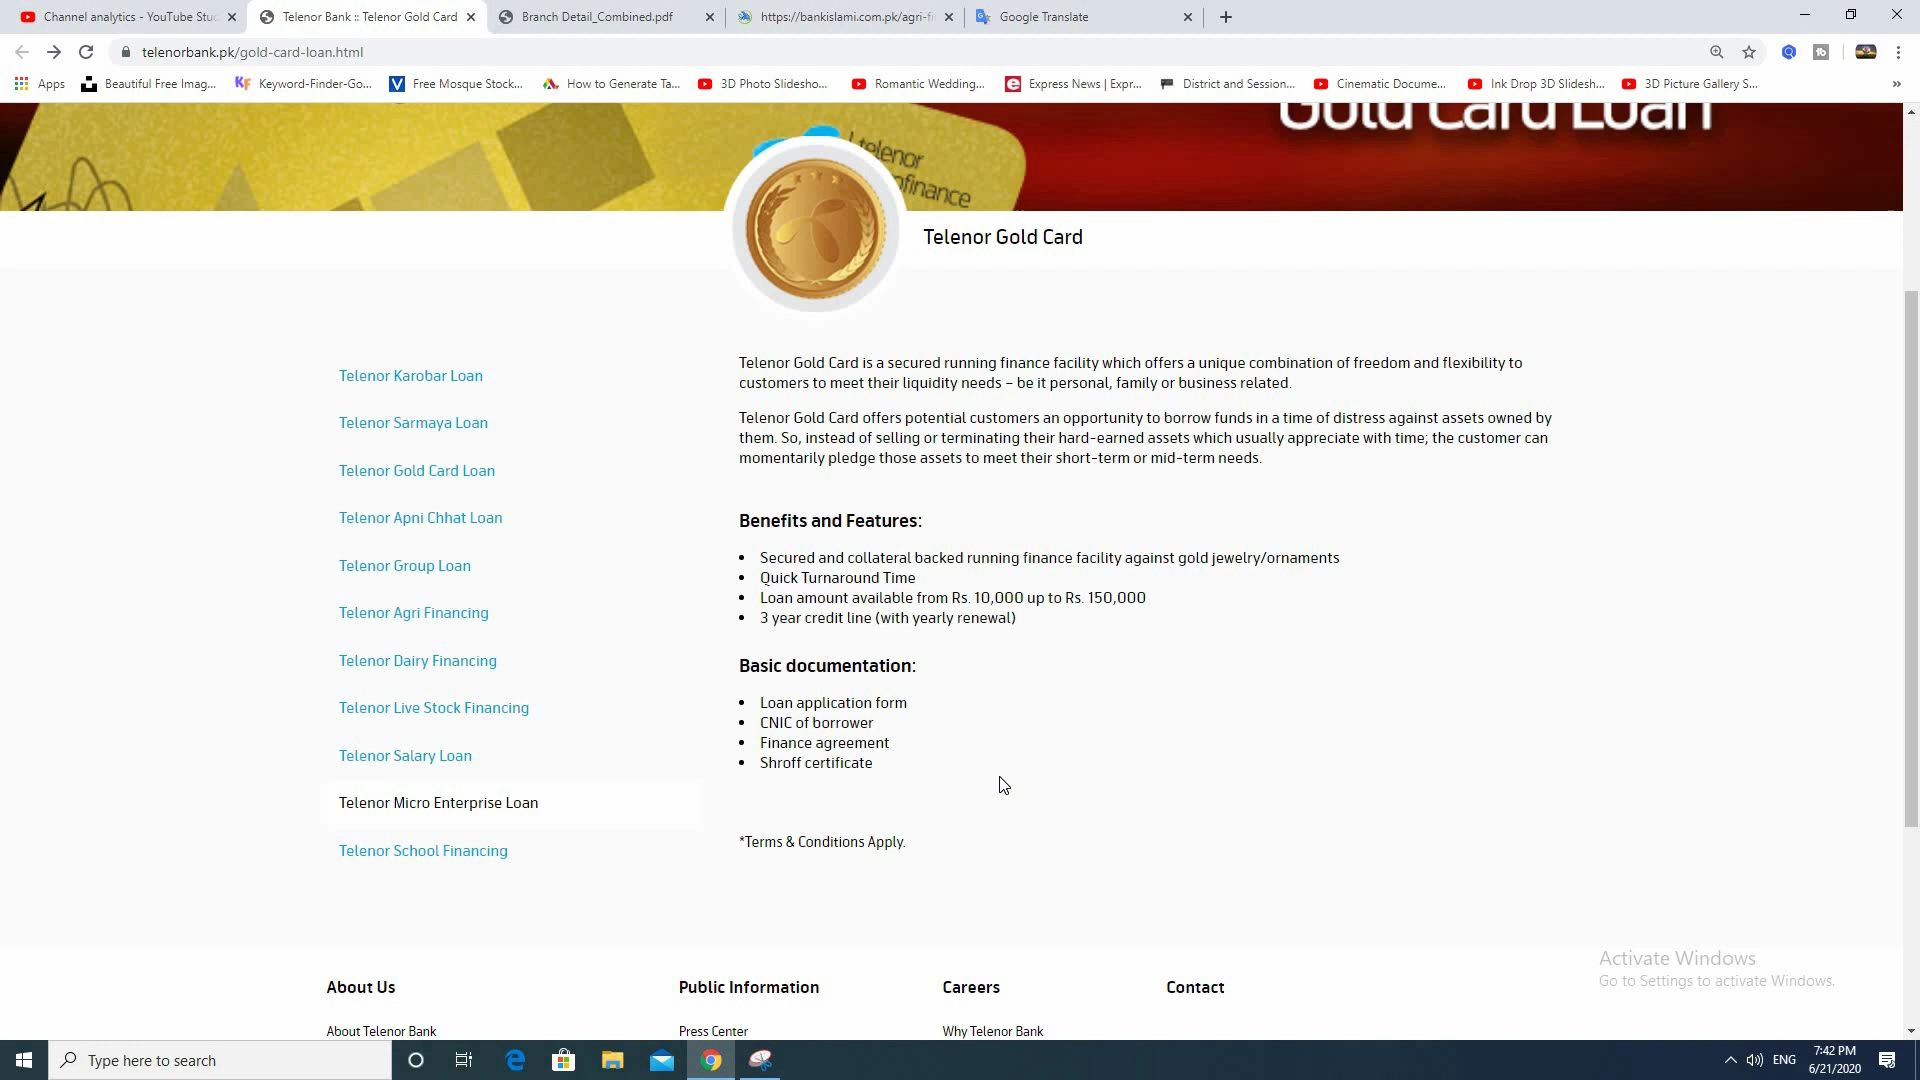 Channel analytics - YouTube Stud
Telenor Bank :: Telenor Gold Card
Branch Detail_Combined.pdf
https://bankislami.com.pk/agri-fi
Google Translate
telenorbank.pk/gold-card-loan.html
Apps
Beautiful Free Imag...
Keyword-Finder-Go...
Free Mosque Stock...
How to Generate Ta...
3D Photo Slidesho...
Romantic Wedding...
Express News | Expr...
District and Session...
Cinematic Docume...
Ink Drop 3D Slidesh...
3D Picture Gallery S...
»
Gold Card Loan
telenor
Telenor Gold Card
Telenor Karobar Loan
Telenor Sarmaya Loan
Telenor Gold Card Loan
Telenor Apni Chhat Loan
Telenor Group Loan
Telenor Agri Financing
Telenor Dairy Financing
Telenor Live Stock Financing
Telenor Salary Loan
Telenor Micro Enterprise Loan
Telenor School Financing
Telenor Gold Card is a secured running finance facility which offers a unique combination of freedom and flexibility to
customers to meet their liquidity needs – be it personal, family or business related.
Telenor Gold Card offers potential customers an opportunity to borrow funds in a time of distress against assets owned by
them. So, instead of selling or terminating their hard-earned assets which usually appreciate with time; the customer can
momentarily pledge those assets to meet their short-term or mid-term needs.
Benefits and Features:
• Secured and collateral backed running finance facility against gold jewelry/ornaments
• Quick Turnaround Time
• Loan amount available from Rs. 10,000 up to Rs. 150,000
• 3 year credit line (with yearly renewal)
Basic documentation:
• Loan application form
• CNIC of borrower
• Finance agreement
• Shroff certificate
*Terms & Conditions Apply.
Activate Windows
Go to Settings to activate Windows.
About Us
Public Information
Careers
Contact
About Telenor Bank
Press Center
Why Telenor Bank
Type here to search
ENG
7:42 PM
6/21/2020